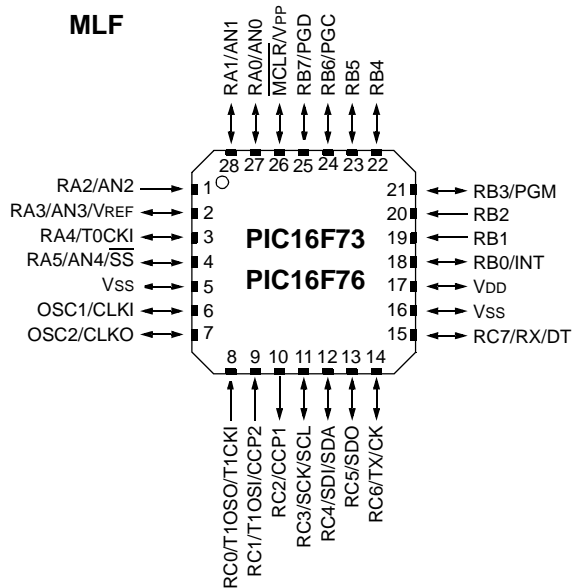 MLF
RA1/AN1
RA0/AN0
MCLR/VPP
RB7/PGD
RB6/PGC
RB5
RB4
28 27 26 25 24 23 22
RA2/AN2 1
RA3/AN3/VREF 2
RA4/T0CKI 3
RA5/AN4/SS 4
VSS 5
OSC1/CLKI 6
OSC2/CLKO 7
PIC16F73
PIC16F76
21 RB3/PGM
20 RB2
19 RB1
18 RB0/INT
17 VDD
16 VSS
15 RC7/RX/DT
8 9 10 11 12 13 14
RC0/T1OSO/T1CKI
RC1/T1OSI/CCP2
RC2/CCP1
RC3/SCK/SCL
RC4/SDI/SDA
RC5/SDO
RC6/TX/CK